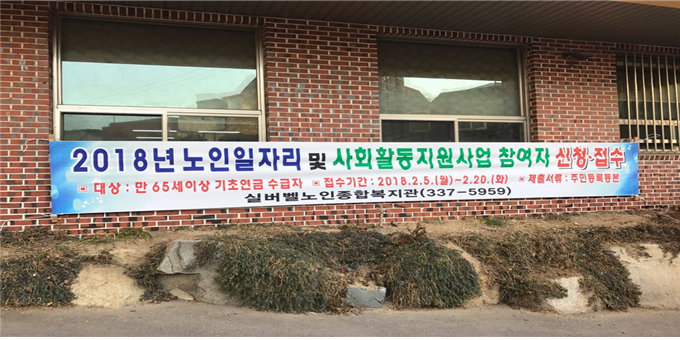 2018년 노인일자리 및 사회활동지원사업 참여자 신청·접수
▣ 대상 : 만 65세이상 기초연금 수급자 ▣ 접수기간 : 2018.2.5.(월)~2.20.(화) ▣ 제출서류 : 주민등록등본
실버벨노인종합복지관(337-5959)